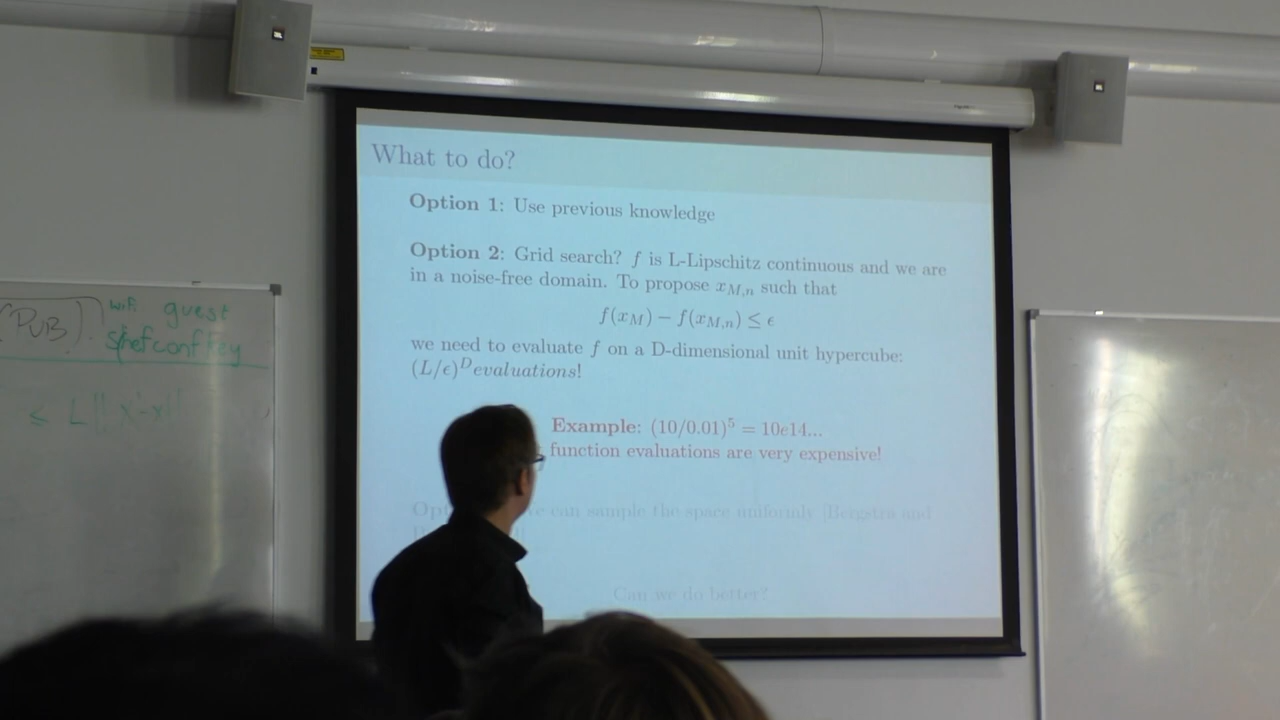 What to do?
Option 1: Use previous knowledge
Option 2: Grid search? f is L-Lipschitz continuous and we are
in a noise-free domain. To propose x_{M,n} such that
f(x_M) − f(x_{M,n}) ≤ ϵ
we need to evaluate f on a D-dimensional unit hypercube:
(L/ϵ)^D evaluations!
Example: (10/0.01)^5 = 10e14...
function evaluations are very expensive!
we can sample the space uniformly [Bergstra and
Can we do better?
(PUB).
wifi guest
≤ L||x'-x||